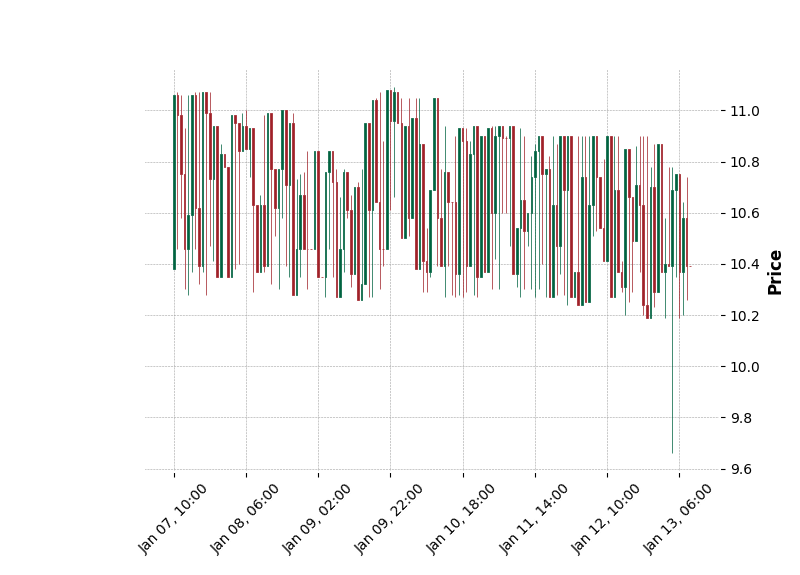 11.0
10.8
10.6
10.4
10.2
10.0
9.8
9.6
Price
Jan 07, 10:00
Jan 08, 06:00
Jan 09, 02:00
Jan 09, 22:00
Jan 10, 18:00
Jan 11, 14:00
Jan 12, 10:00
Jan 13, 06:00